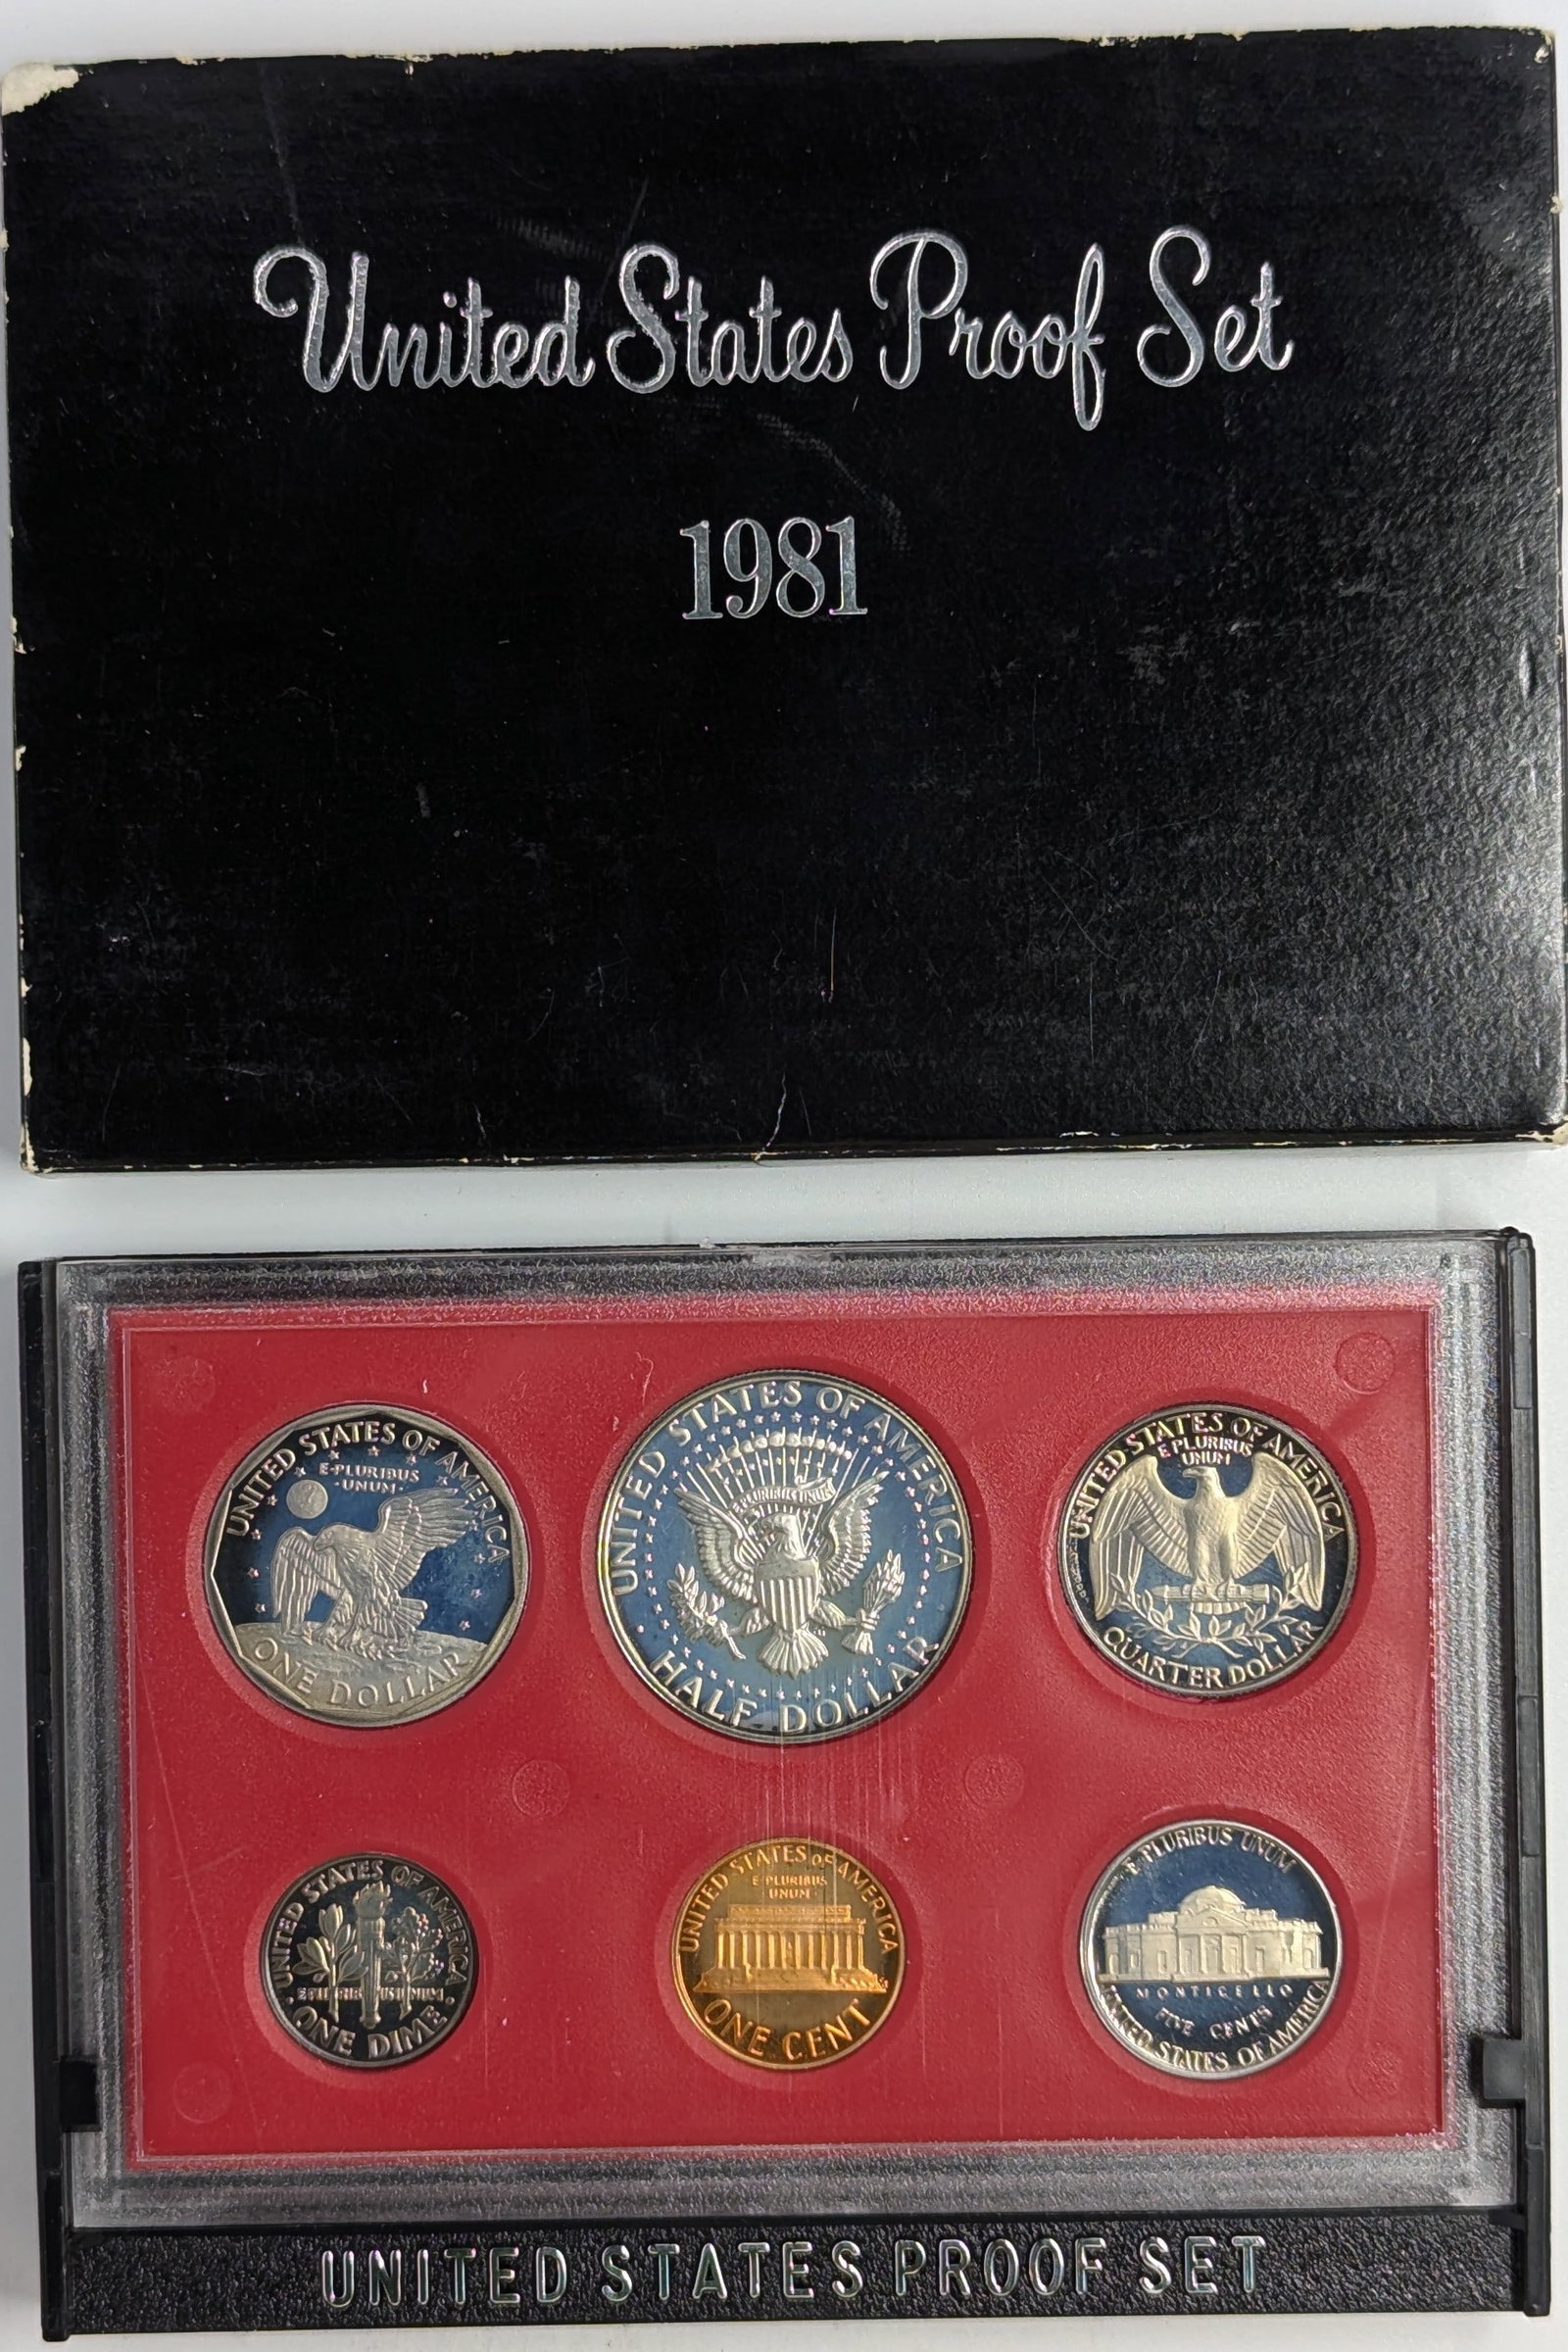 United States Proof Set
1981
UNITED STATES OF AMERICA
E·PLURIBUS
·UNUM·
ONE DOLLAR
UNITED STATES OF AMERICA
E PLURIBUS UNUM
HALF DOLLAR
UNITED STATES OF AMERICA
E PLURIBUS
UNUM
QUARTER DOLLAR
UNITED STATES OF AMERICA
E PLURIBUS UNUM
· ONE DIME ·
UNITED STATES OF AMERICA
E·PLURIBUS
UNUM
ONE CENT
E·PLURIBUS UNUM
MONTICELLO
FIVE CENTS
UNITED STATES OF AMERICA
UNITED STATES PROOF SET